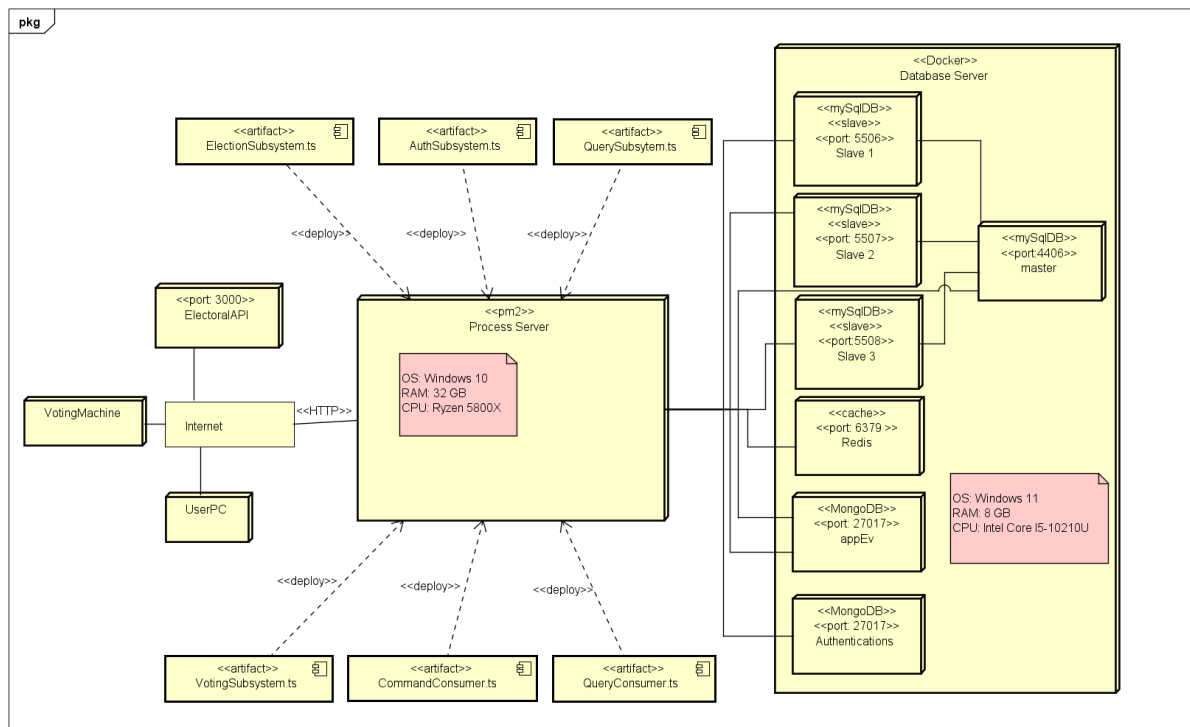 pkg
<<Docker>>
Database Server
<<mySqlDB>>
<<slave>>
<<port: 5506>>
Slave 1
<<artifact>>
ElectionSubsystem.ts
<<artifact>>
AuthSubsystem.ts
<<artifact>>
QuerySubsytem.ts
<<mySqlDB>>
<<slave>>
<<port: 5507>>
Slave 2
<<mySqlDB>>
<<port:4406>>
master
<<deploy>>
<<deploy>>
<<deploy>>
<<port: 3000>>
ElectoralAPI
<<pm2>>
Process Server
OS: Windows 10
RAM: 32 GB
CPU: Ryzen 5800X
<<mySqlDB>>
<<slave>>
<<port:5508>>
Slave 3
VotingMachine
Internet
<<HTTP>>
<<cache>>
<<port: 6379 >>
Redis
UserPC
<<MongoDB>>
<<port: 27017>>
appEv
OS: Windows 11
RAM: 8 GB
CPU: Intel Core I5-10210U
<<deploy>>
<<deploy>>
<<deploy>>
<<MongoDB>>
<<port: 27017>>
Authentications
<<artifact>>
VotingSubsystem.ts
<<artifact>>
CommandConsumer.ts
<<artifact>>
QueryConsumer.ts